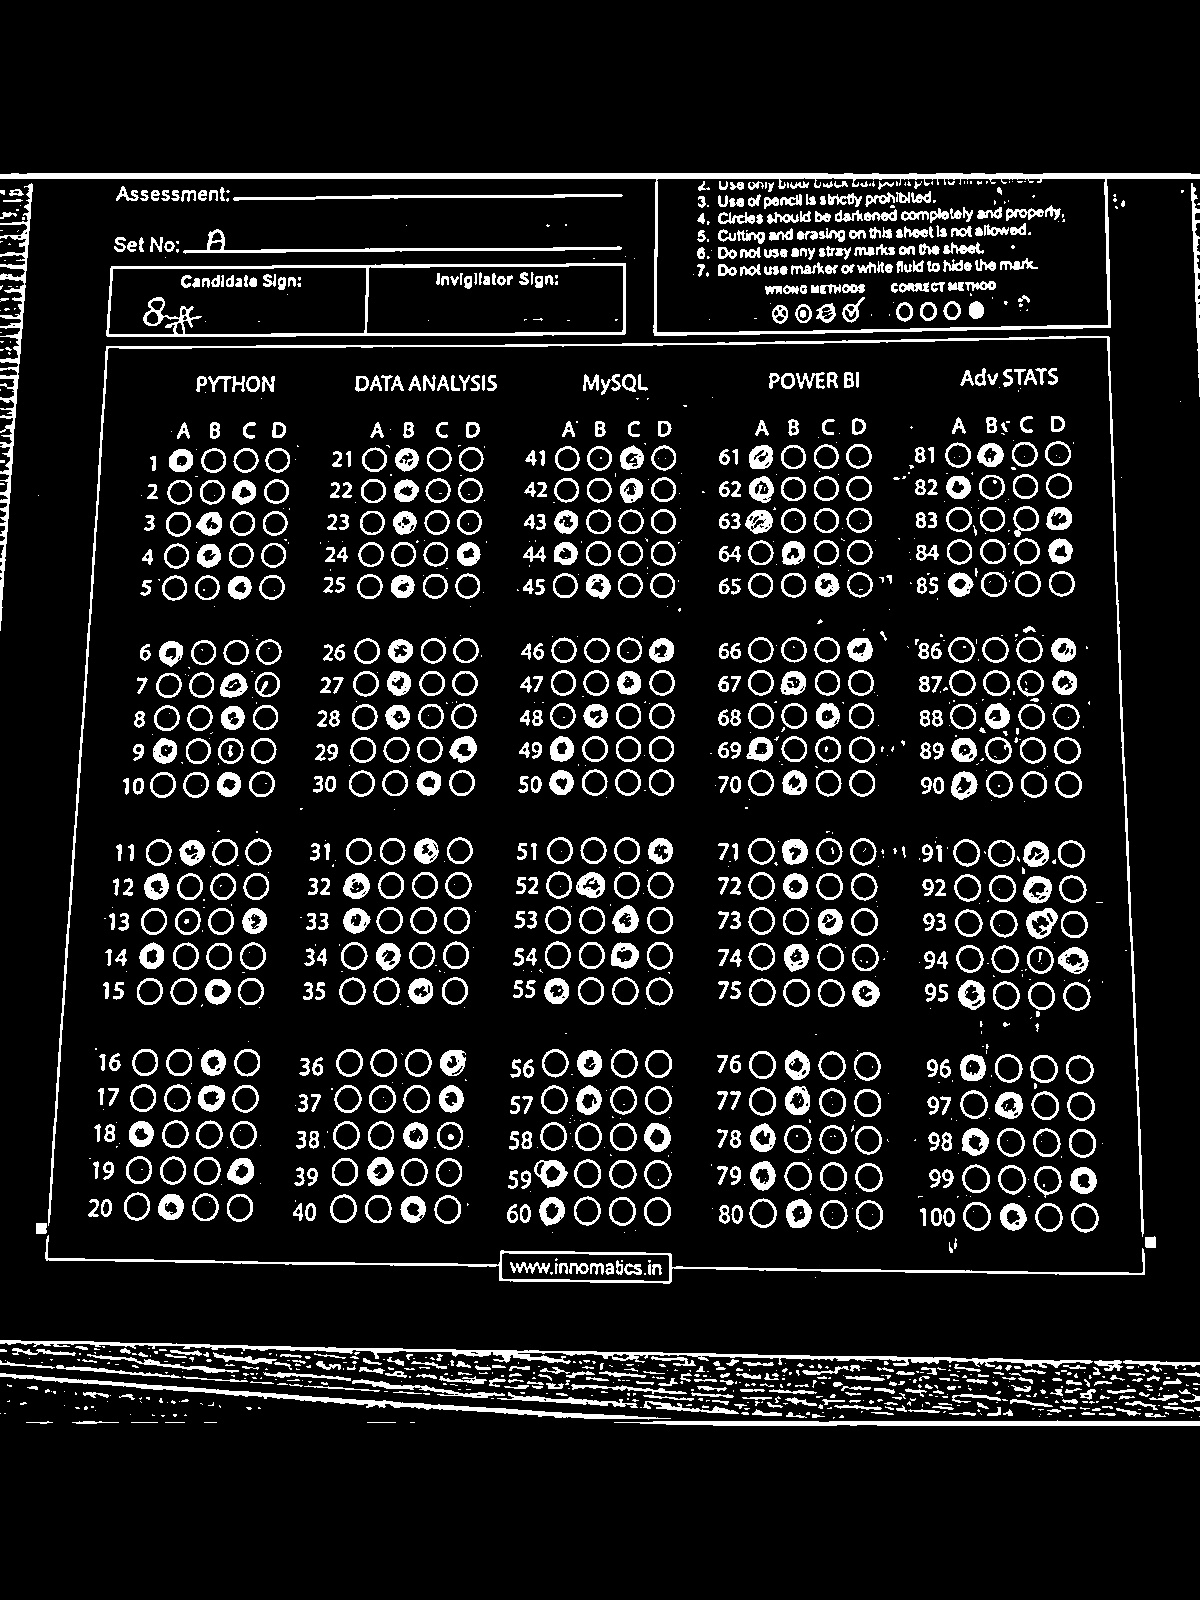 Assessment:
Set No: A
Candidate Sign: Invigilator Sign:
2. Use only blue/ black ball point pen to fill the circles
3. Use of pencil is strictly prohibited.
4. Circles should be darkened completely and properly.
5. Cutting and erasing on this sheet is not allowed.
6. Do not use any stray marks on the sheet.
7. Do not use marker or white fluid to hide the mark.
WRONG METHODS CORRECT METHOD
PYTHON DATA ANALYSIS MySQL POWER BI Adv STATS
A B C D A B C D A B C D A B C D A B C D
1 21 41 61 81
2 22 42 62 82
3 23 43 63 83
4 24 44 64 84
5 25 45 65 85
6 26 46 66 86
7 27 47 67 87
8 28 48 68 88
9 29 49 69 89
10 30 50 70 90
11 31 51 71 91
12 32 52 72 92
13 33 53 73 93
14 34 54 74 94
15 35 55 75 95
16 36 56 76 96
17 37 57 77 97
18 38 58 78 98
19 39 59 79 99
20 40 60 80 100
www.innomatics.in